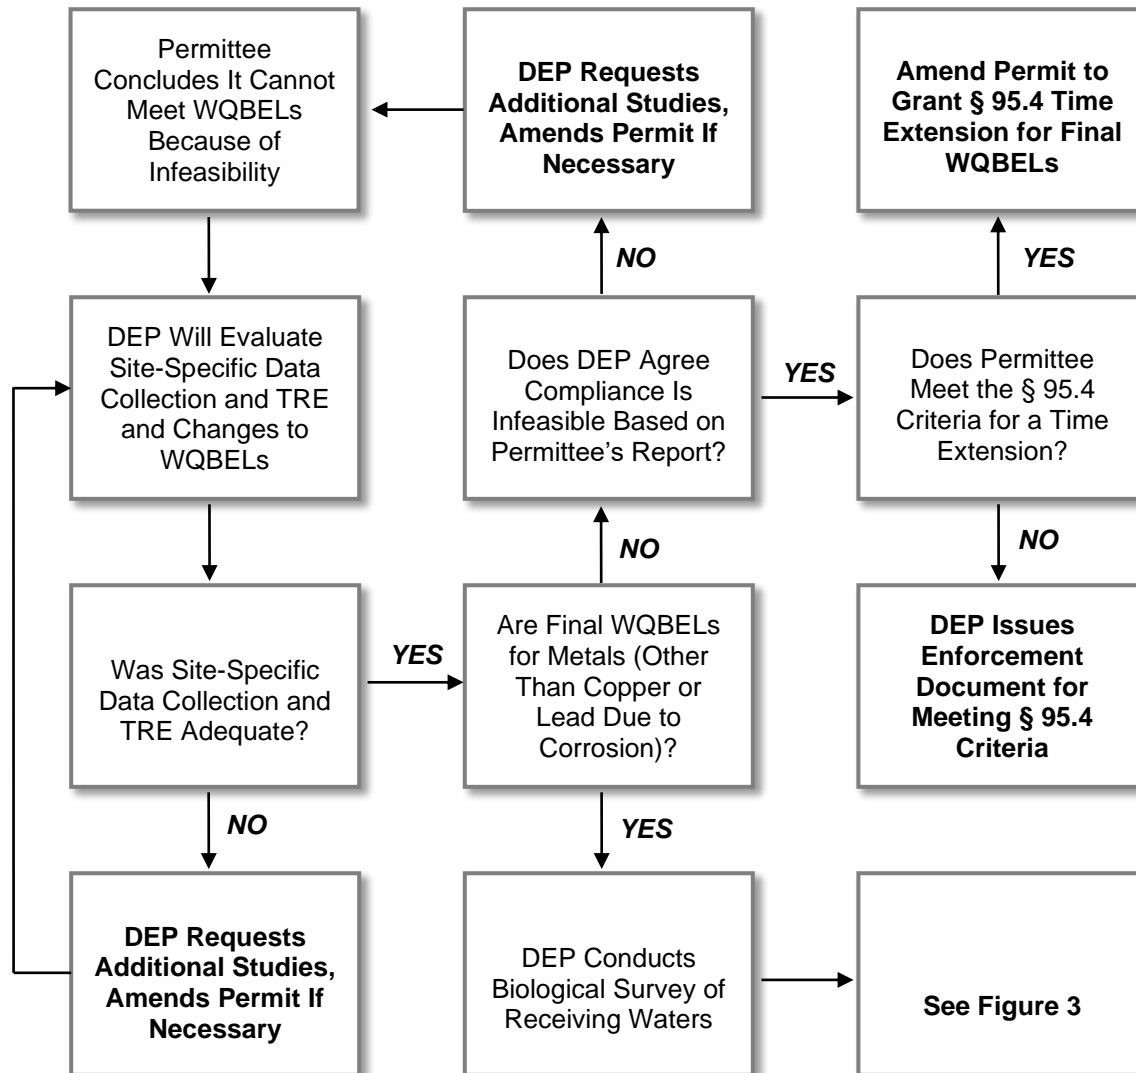 Permittee
Concludes It Cannot
Meet WQBELs
Because of
Infeasibility
DEP Requests
Additional Studies,
Amends Permit If
Necessary
Amend Permit to
Grant § 95.4 Time
Extension for Final
WQBELs
NO
YES
DEP Will Evaluate
Site-Specific Data
Collection and TRE
and Changes to
WQBELs
Does DEP Agree
Compliance Is
Infeasible Based on
Permittee’s Report?
YES
Does Permittee
Meet the § 95.4
Criteria for a Time
Extension?
NO
NO
Was Site-Specific
Data Collection and
TRE Adequate?
YES
Are Final WQBELs
for Metals (Other
Than Copper or
Lead Due to
Corrosion)?
DEP Issues
Enforcement
Document for
Meeting § 95.4
Criteria
NO
YES
DEP Requests
Additional Studies,
Amends Permit If
Necessary
DEP Conducts
Biological Survey of
Receiving Waters
See Figure 3